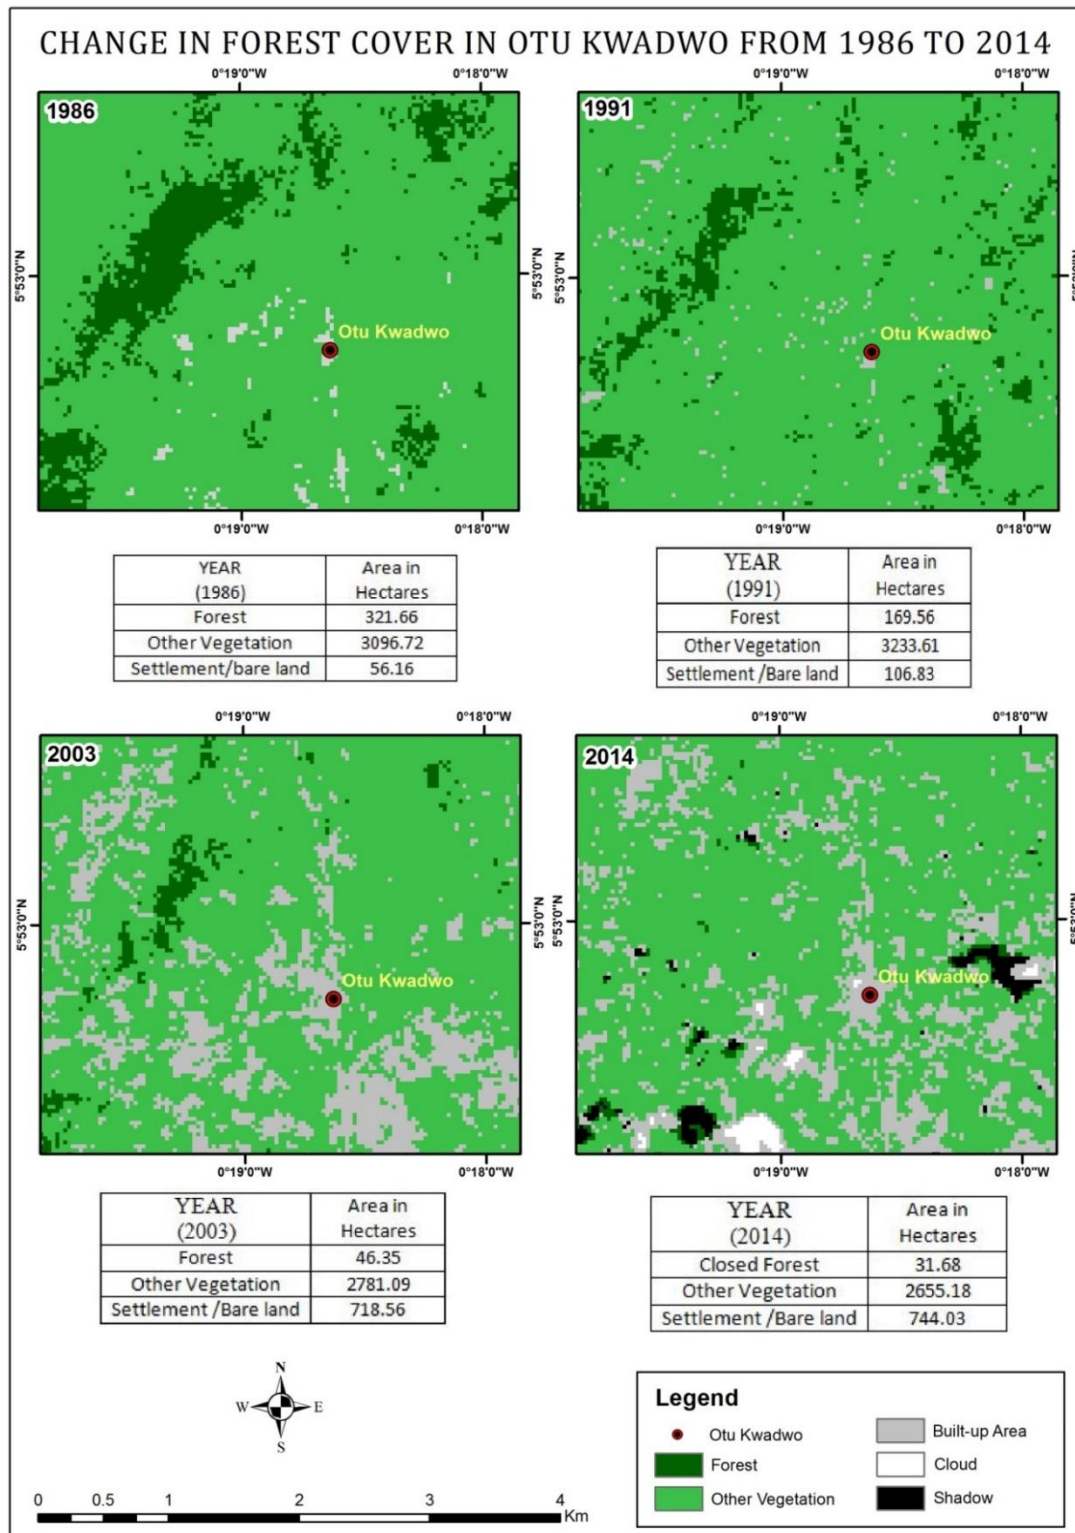 CHANGE IN FOREST COVER IN OTU KWADWO FROM 1986 TO 2014
0°19'0"W 0°18'0"W 0°19'0"W 0°18'0"W
1986 1991
5°53'0"N 5°53'0"N 5°53'0"N
Otu Kwadwo Otu Kwadwo
0°19'0"W 0°18'0"W 0°19'0"W 0°18'0"W
YEAR (1986) Area in Hectares
Forest 321.66
Other Vegetation 3096.72
Settlement/bare land 56.16
YEAR (1991) Area in Hectares
Forest 169.56
Other Vegetation 3233.61
Settlement /Bare land 106.83
0°19'0"W 0°18'0"W 0°19'0"W 0°18'0"W
2003 2014
5°53'0"N 5°53'0"N
Otu Kwadwo Otu Kwadwo
0°19'0"W 0°18'0"W 0°19'0"W 0°18'0"W
YEAR (2003) Area in Hectares
Forest 46.35
Other Vegetation 2781.09
Settlement /Bare land 718.56
YEAR (2014) Area in Hectares
Closed Forest 31.68
Other Vegetation 2655.18
Settlement /Bare land 744.03
N
W E
S
0 0.5 1 2 3 4
Km
Legend
Otu Kwadwo
Forest
Other Vegetation
Built-up Area
Cloud
Shadow